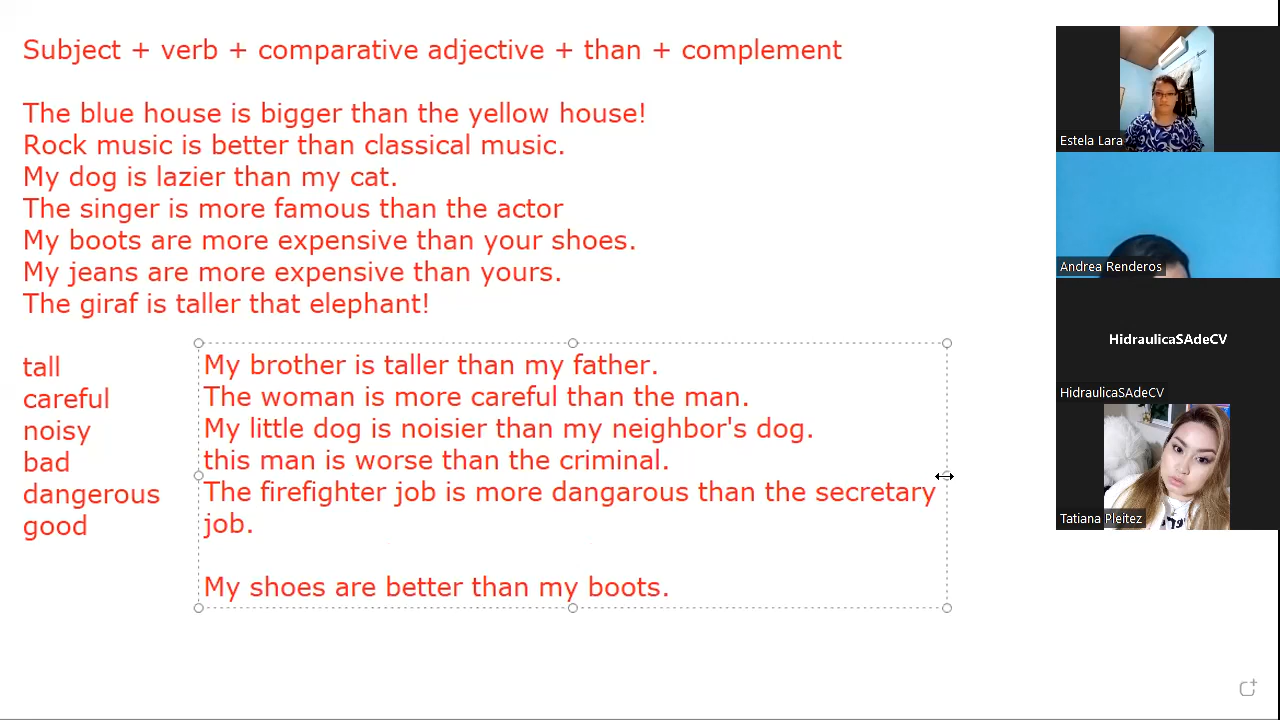 Subject + verb + comparative adjective + than + complement
The blue house is bigger than the yellow house!
Rock music is better than classical music.
My dog is lazier than my cat.
The singer is more famous than the actor
My boots are more expensive than your shoes.
My jeans are more expensive than yours.
The giraf is taller that elephant!
tall
careful
noisy
bad
dangerous
good
My brother is taller than my father.
The woman is more careful than the man.
My little dog is noisier than my neighbor's dog.
this man is worse than the criminal.
The firefighter job is more dangarous than the secretary
job.
My shoes are better than my boots.
Estela Lara
Andrea Renderos
HidraulicaSAdeCV
HidraulicaSAdeCV
Tatiana Pleitez